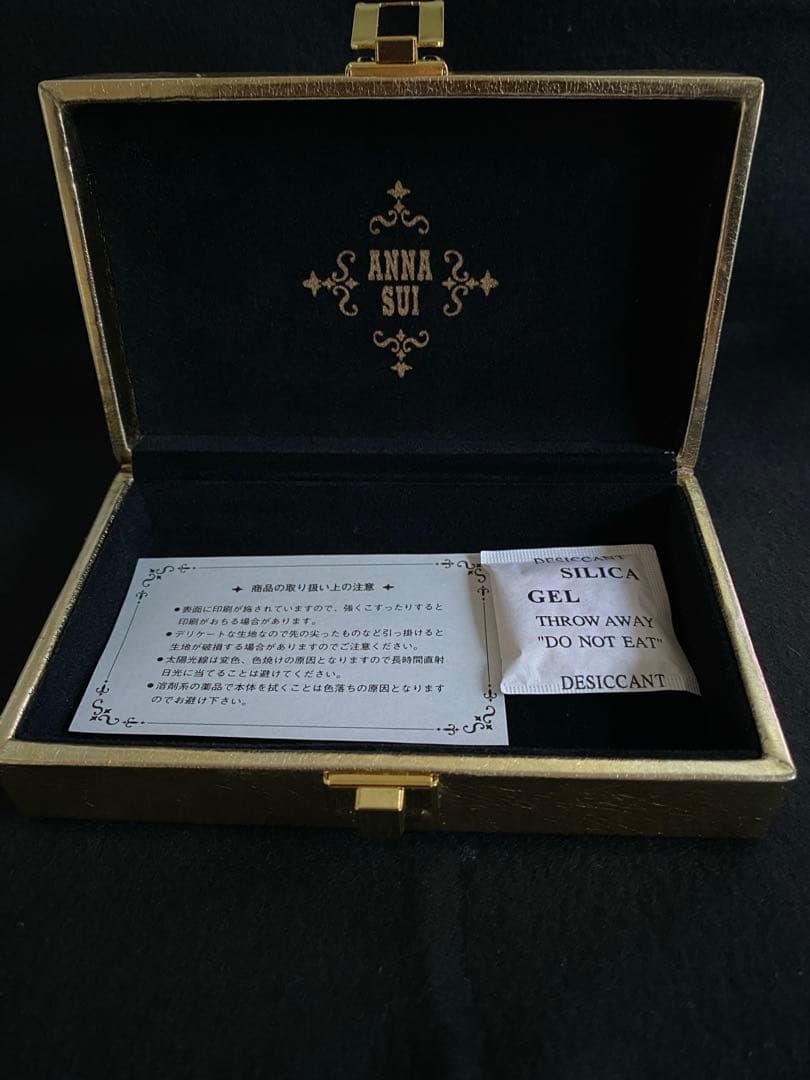 ANNA
SUI
商品の取り扱い上の注意
●表面に印刷が施されていますので、強くこすったりすると
印刷がおちる場合があります。
●デリケートな生地なので先の尖ったものなど引っ掛けると
生地が破損する場合がありますのでご注意ください。
●太陽光線は変色、色焼けの原因となりますので長時間直射
日光に当てることは避けてください。
●溶剤系の薬品で本体を拭くことは色落ちの原因となります
のでお避け下さい。
DESICCANT
SILICA
GEL
THROW AWAY
"DO NOT EAT"
DESICCANT